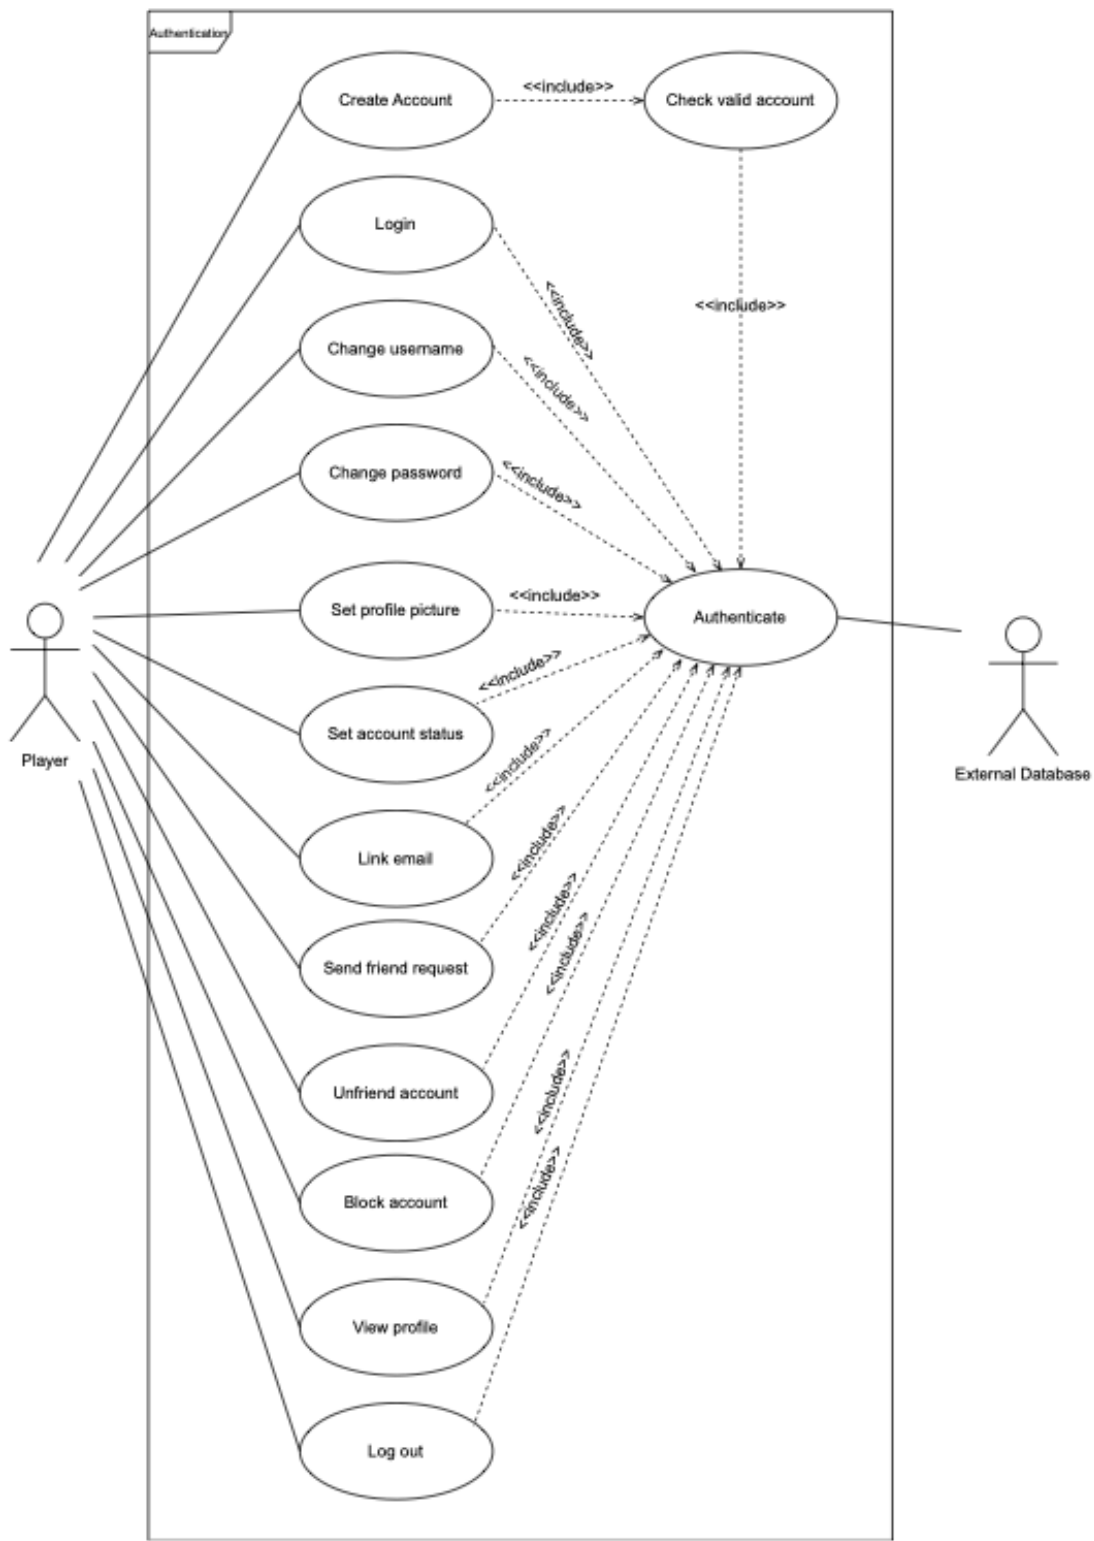 Authentication
Create Account
<<include>>
Check valid account
Login
<<include>>
<<include>>
Change username
<<include>>
Change password
<<include>>
Set profile picture
<<include>>
Authenticate
Set account status
<<include>>
Player
External Database
Link email
<<include>>
Send friend request
<<include>>
Unfriend account
<<include>>
Block account
<<include>>
View profile
<<include>>
Log out
<<include>>